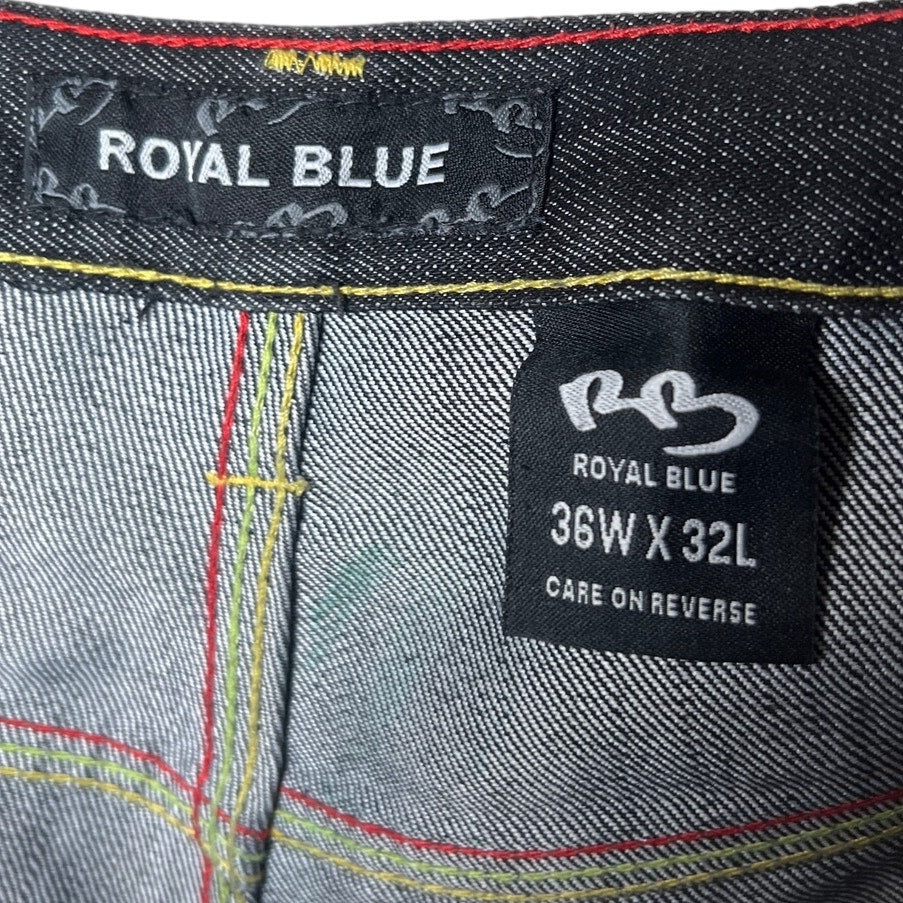 ROYAL BLUE
RB
ROYAL BLUE
36W X 32L
CARE ON REVERSE